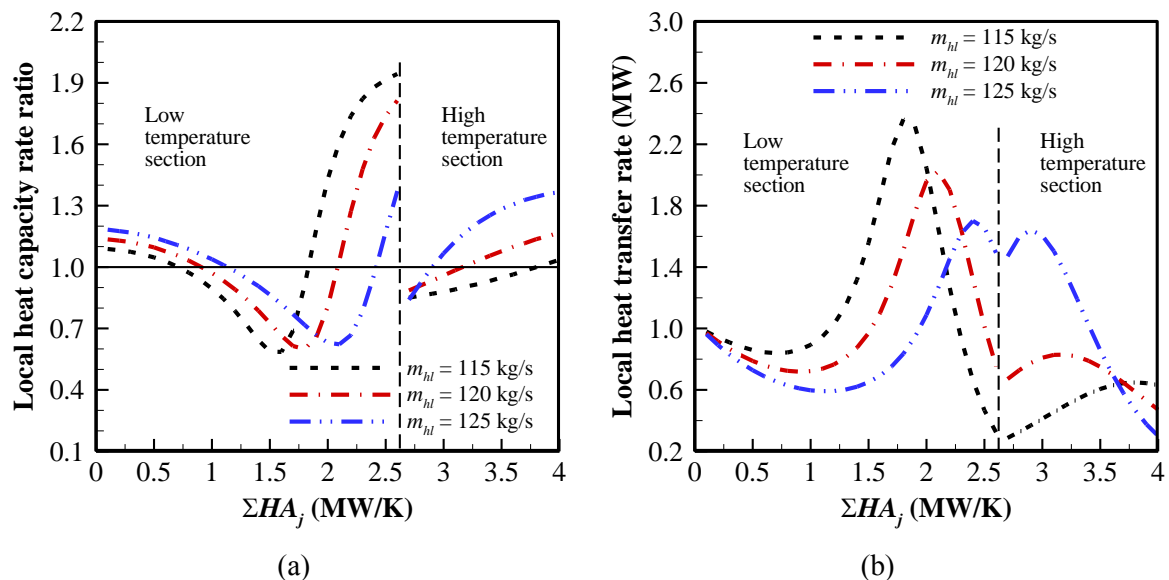 Local heat capacity rate ratio
2.2
1.9
1.6
1.3
1.0
0.7
0.4
0.1
Low
temperature
section
High
temperature
section
m_hl = 115 kg/s
m_hl = 120 kg/s
m_hl = 125 kg/s
0 0.5 1 1.5 2 2.5 3 3.5 4
ΣHA_j (MW/K)
(a)
Local heat transfer rate (MW)
3.0
2.6
2.2
1.8
1.4
1.0
0.6
0.2
m_hl = 115 kg/s
m_hl = 120 kg/s
m_hl = 125 kg/s
Low
temperature
section
High
temperature
section
0 0.5 1 1.5 2 2.5 3 3.5 4
ΣHA_j (MW/K)
(b)